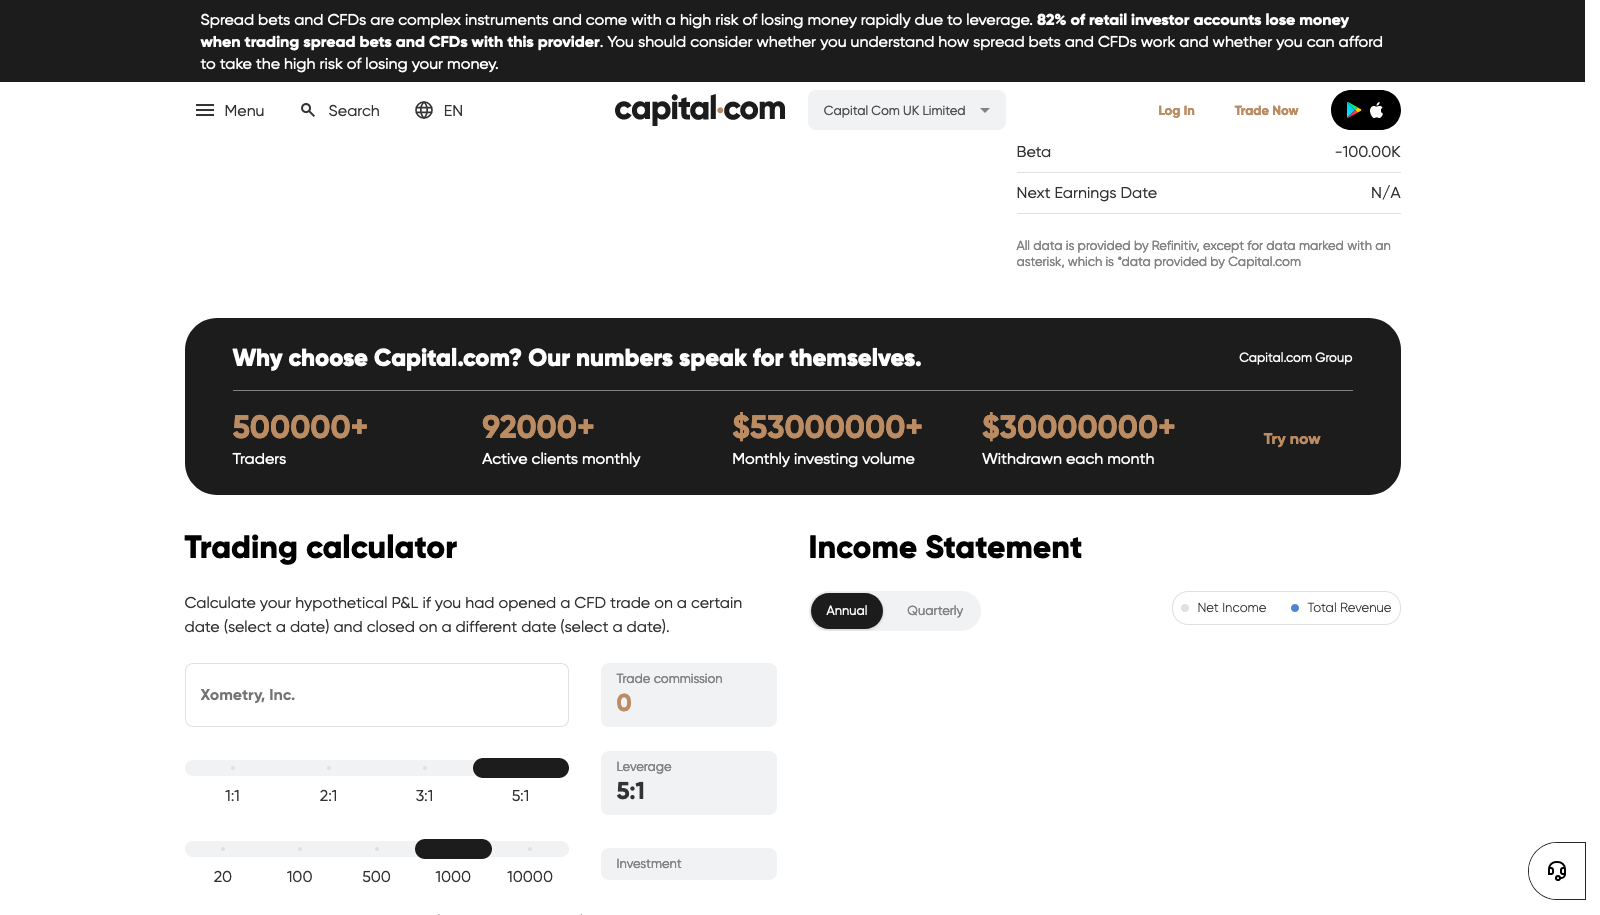 Spread bets and CFDs are complex instruments and come with a high risk of losing money rapidly due to leverage. 82% of retail investor accounts lose money
when trading spread bets and CFDs with this provider. You should consider whether you understand how spread bets and CFDs work and whether you can afford
to take the high risk of losing your money.
Menu
Search
EN
capital.com
Capital Com UK Limited
Log In
Trade Now
Beta -100.00K
Next Earnings Date N/A
All data is provided by Refinitiv, except for data marked with an
asterisk, which is *data provided by Capital.com
Why choose Capital.com? Our numbers speak for themselves.
Capital.com Group
500000+
Traders
92000+
Active clients monthly
$53000000+
Monthly investing volume
$30000000+
Withdrawn each month
Try now
Trading calculator
Calculate your hypothetical P&L if you had opened a CFD trade on a certain
date (select a date) and closed on a different date (select a date).
Xometry, Inc.
Trade commission
0
1:1 2:1 3:1 5:1
Leverage
5:1
20 100 500 1000 10000
Investment
Income Statement
Annual
Quarterly
Net Income
Total Revenue